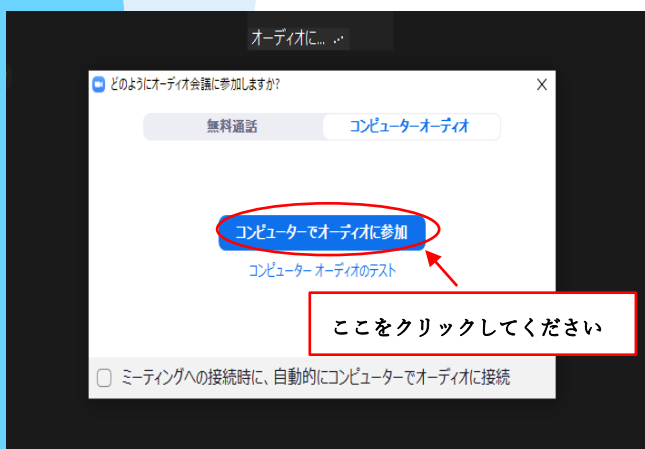 オーディオに... .･
どのようにオーディオ会議に参加しますか?
無料通話
コンピューターオーディオ
コンピューターでオーディオに参加
コンピューター オーディオのテスト
ここをクリックしてください
ミーティングへの接続時に、自動的にコンピューターでオーディオに接続